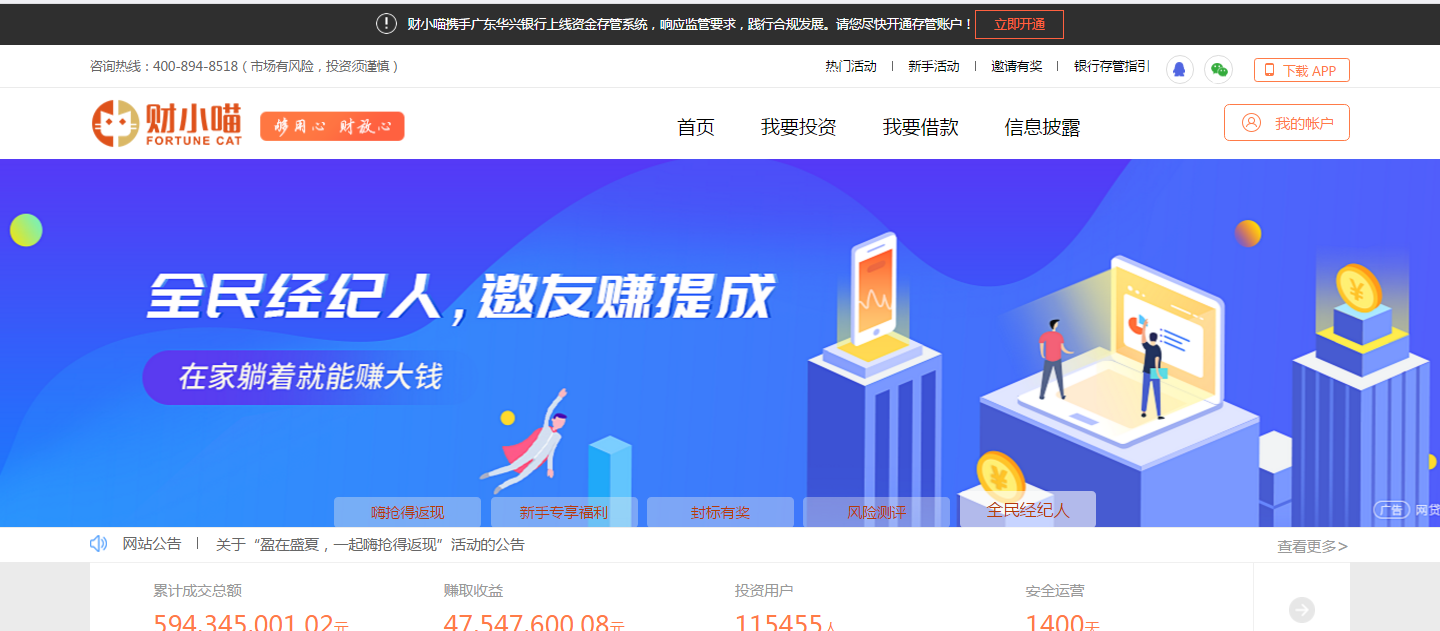 财小喵携手广东华兴银行上线资金存管系统，响应监管要求，践行合规发展。请您尽快开通存管账户！ 立即开通
咨询热线：400-894-8518（市场有风险，投资须谨慎）
热门活动 | 新手活动 | 邀请有奖 | 银行存管指引 下载 APP
财小喵
FORTUNE CAT
够用心 财放心
首页 我要投资 我要借款 信息披露
我的帐户
全民经纪人，邀友赚提成
在家躺着就能赚大钱
嗨抢得返现 新手专享福利 封标有奖 风险测评 全民经纪人
广告 网贷
网站公告 | 关于“盈在盛夏，一起嗨抢得返现”活动的公告 查看更多>
累计成交总额 赚取收益 投资用户 安全运营
594,345,001.02元 47,547,600.08元 115455人 1400天